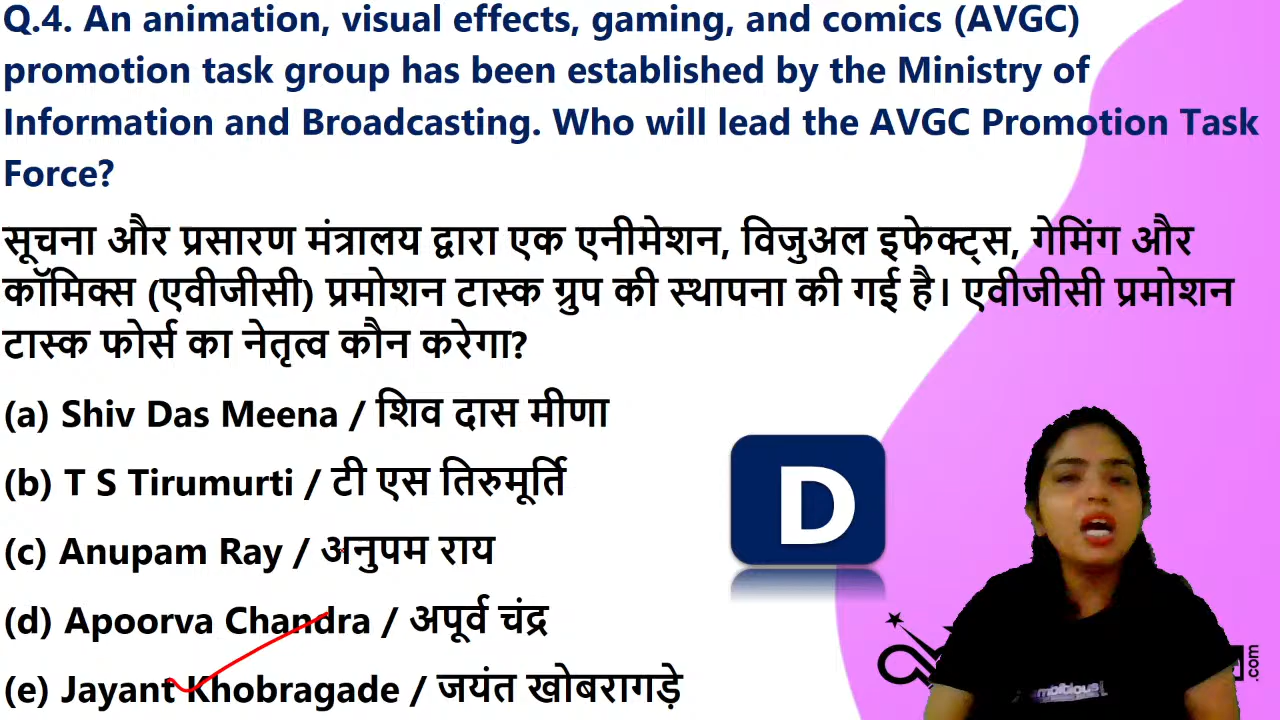 Q.4. An animation, visual effects, gaming, and comics (AVGC)
promotion task group has been established by the Ministry of
Information and Broadcasting. Who will lead the AVGC Promotion Task
Force?
सूचना और प्रसारण मंत्रालय द्वारा एक एनीमेशन, विजुअल इफेक्ट्स, गेमिंग और
कॉमिक्स (एवीजीसी) प्रमोशन टास्क ग्रुप की स्थापना की गई है। एवीजीसी प्रमोशन
टास्क फोर्स का नेतृत्व कौन करेगा?
(a) Shiv Das Meena / शिव दास मीणा
(b) T S Tirumurti / टी एस तिरुमूर्ति
(c) Anupam Ray / अनुपम राय
(d) Apoorva Chandra / अपूर्व चंद्र
(e) Jayant Khobragade / जयंत खोबरागड़े
D
.com